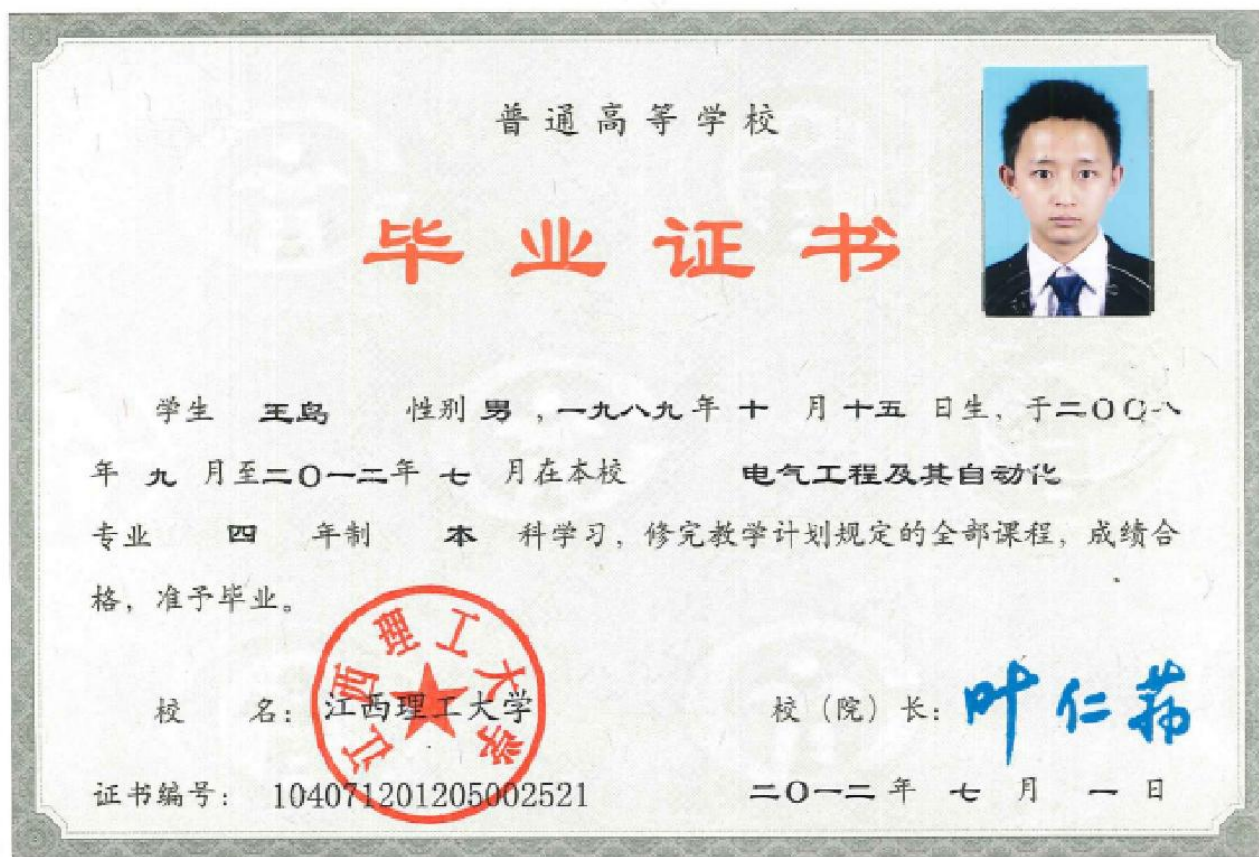 普通高等学校
毕业证书
学生 王岛 性别 男 ,一九八九年 十 月 十五 日生, 于二〇〇八
年 九 月至二〇一二年 七 月在本校 电气工程及其自动化
专业 四 年制 本 科学习, 修完教学计划规定的全部课程, 成绩合
格, 准予毕业。
江西理工大学
校 名: 江西理工大学 校(院)长: 叶仁荪
证书编号: 104071201205002521 二〇一二年 七 月 一 日